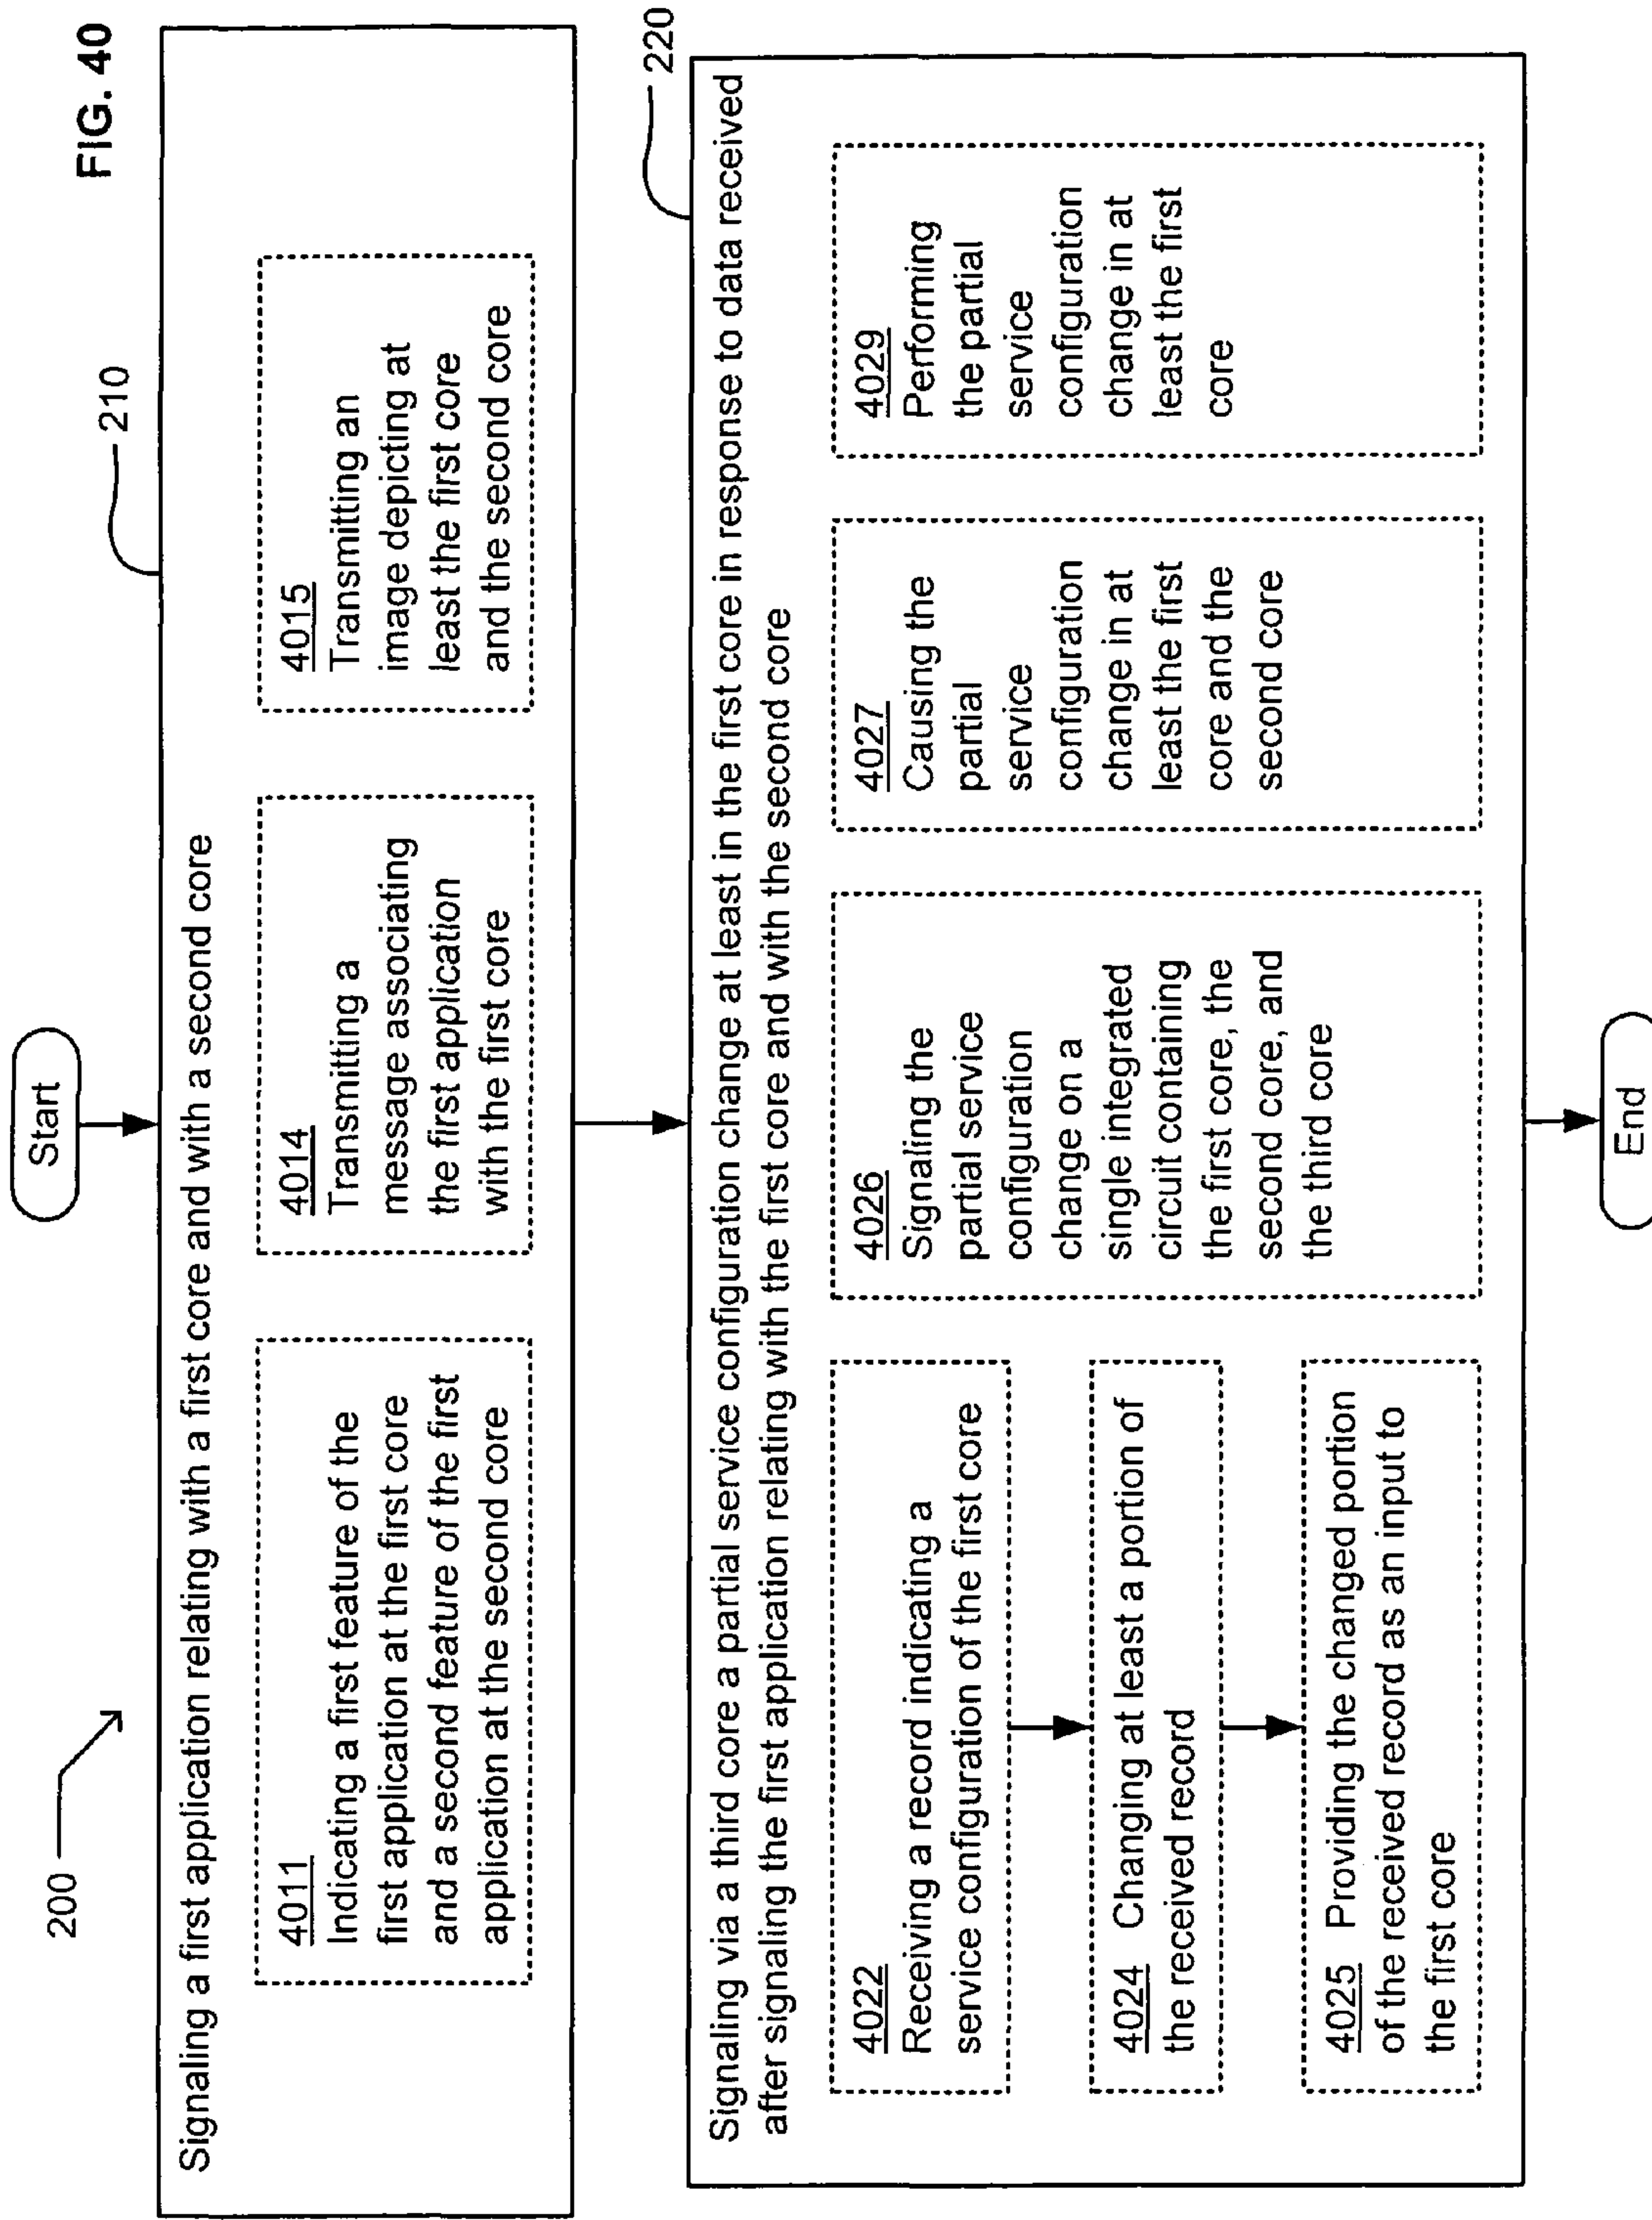 FIG. 40
200
Start
210
Signaling a first application relating with a first core and with a second core
4011
Indicating a first feature of the
first application at the first core
and a second feature of the first
application at the second core
4014
Transmitting a
message associating
the first application
with the first core
4015
Transmitting an
image depicting at
least the first core
and the second core
220
Signaling via a third core a partial service configuration change at least in the first core in response to data received
after signaling the first application relating with the first core and with the second core
4022
Receiving a record indicating a
service configuration of the first core
4024 Changing at least a portion of
the received record
4025 Providing the changed portion
of the received record as an input to
the first core
4026
Signaling the
partial service
configuration
change on a
single integrated
circuit containing
the first core, the
second core, and
the third core
4027
Causing the
partial
service
configuration
change in at
least the first
core and the
second core
4029
Performing
the partial
service
configuration
change in at
least the first
core
End